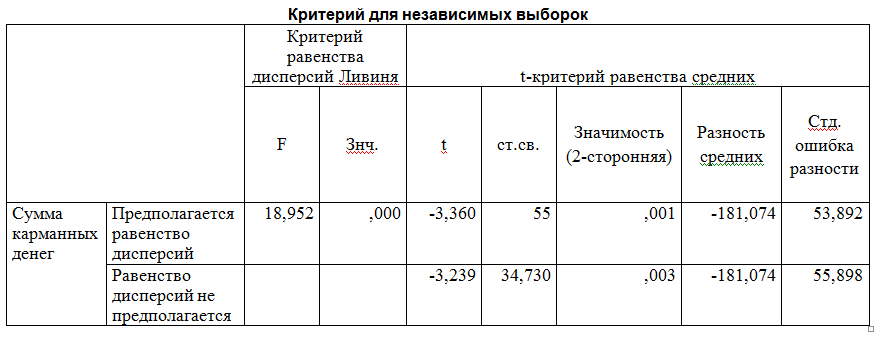 Критерий для независимых выборок
Критерий
равенства
дисперсий Ливиня
t-критерий равенства средних
F
Знч.
t
ст.св.
Значимость
(2-сторонняя)
Разность
средних
Стд.
ошибка
разности
Сумма
карманных
денег
Предполагается
равенство
дисперсий
18,952
,000
-3,360
55
,001
-181,074
53,892
Равенство
дисперсий не
предполагается
-3,239
34,730
,003
-181,074
55,898